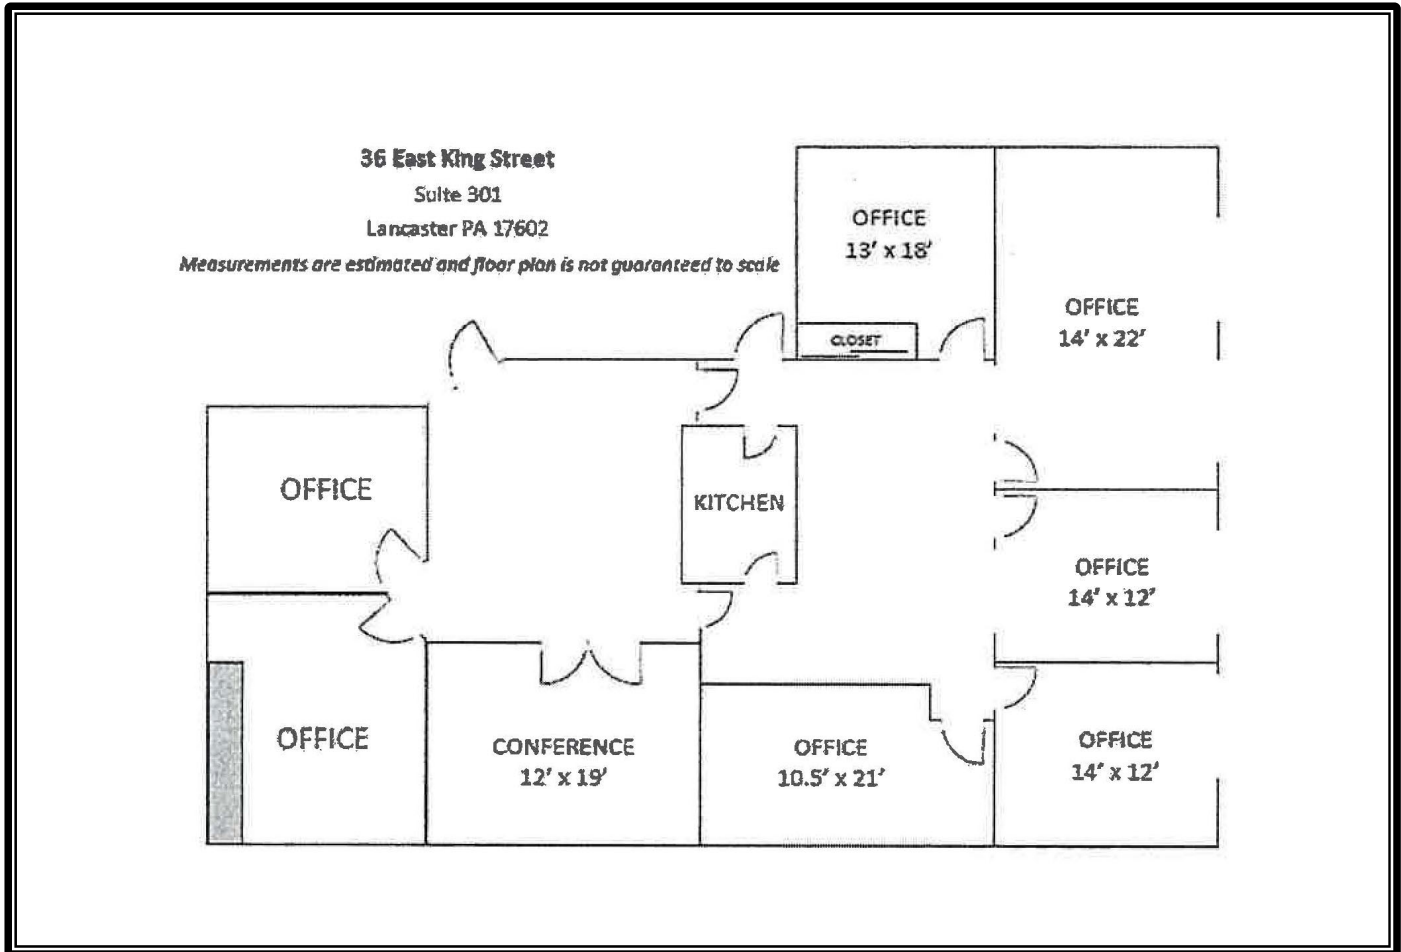 36 East King Street
Suite 301
Lancaster PA 17602
Measurements are estimated and floor plan is not guaranteed to scale
OFFICE
13' x 18'
CLOSET
OFFICE
14' x 22'
OFFICE
KITCHEN
OFFICE
14' x 12'
OFFICE
CONFERENCE
12' x 19'
OFFICE
10.5' x 21'
OFFICE
14' x 12'